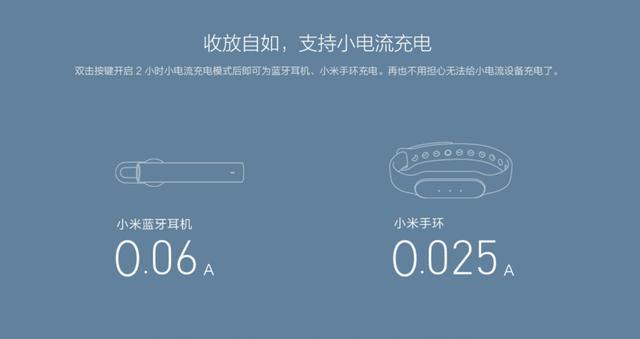 收放自如，支持小电流充电
双击按键开启 2 小时小电流充电模式后即可为蓝牙耳机、小米手环充电。再也不用担心无法给小电流设备充电了。
小米蓝牙耳机
0.06 A
小米手环
0.025 A